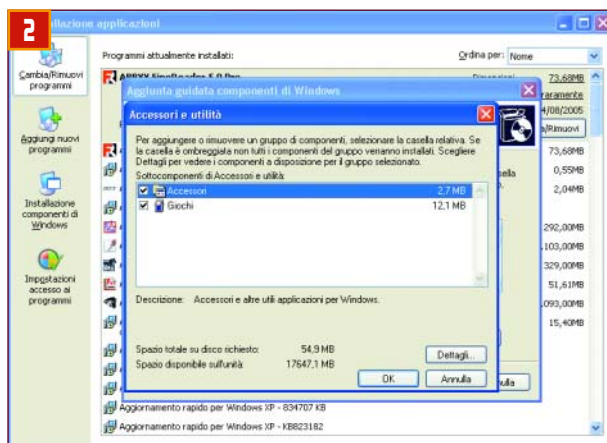 2
Installazione applicazioni
Cambia/Rimuovi
programmi
Aggiungi nuovi
programmi
Installazione
componenti di
Windows
Impostazioni
accesso ai
programmi
Programmi attualmente installati:
Ordina per: Nome
ABBYY FineReader 5.0 Pro
73,68MB
raramente
4/08/2005
/Rimuovi
73,68MB
0,55MB
2,04MB
292,00MB
,103,00MB
329,00MB
51,61MB
.093,00MB
15,40MB
Aggiunta guidata componenti di Windows
Accessori e utilità
Per aggiungere o rimuovere un gruppo di componenti, selezionare la casella relativa. Se
la casella è ombreggiata non tutti i componenti del gruppo verranno installati. Scegliere
Dettagli per vedere i componenti a disposizione per il gruppo selezionato.
Sottocomponenti di Accessori e utilità:
Accessori 2,7 MB
Giochi 12,1 MB
Descrizione: Accessori e altre utili applicazioni per Windows.
Spazio totale su disco richiesto: 54,9 MB
Spazio disponibile sull'unità: 17647,1 MB
Dettagli...
OK
Annulla
sella
nulla
Aggiornamento rapido per Windows XP - 834707 KB
Aggiornamento rapido per Windows XP - KB823182